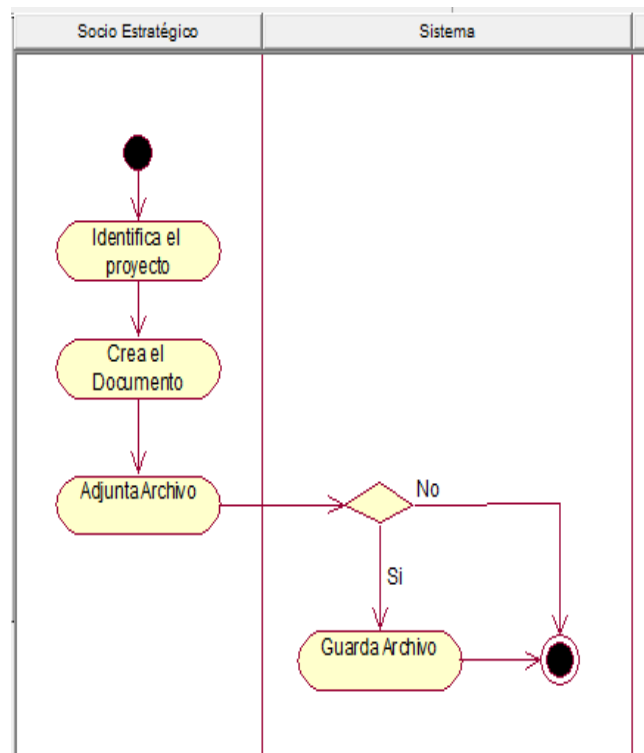 Socio Estratégico
Sistema
Identifica el
proyecto
Crea el
Documento
Adjunta Archivo
No
Si
Guarda Archivo